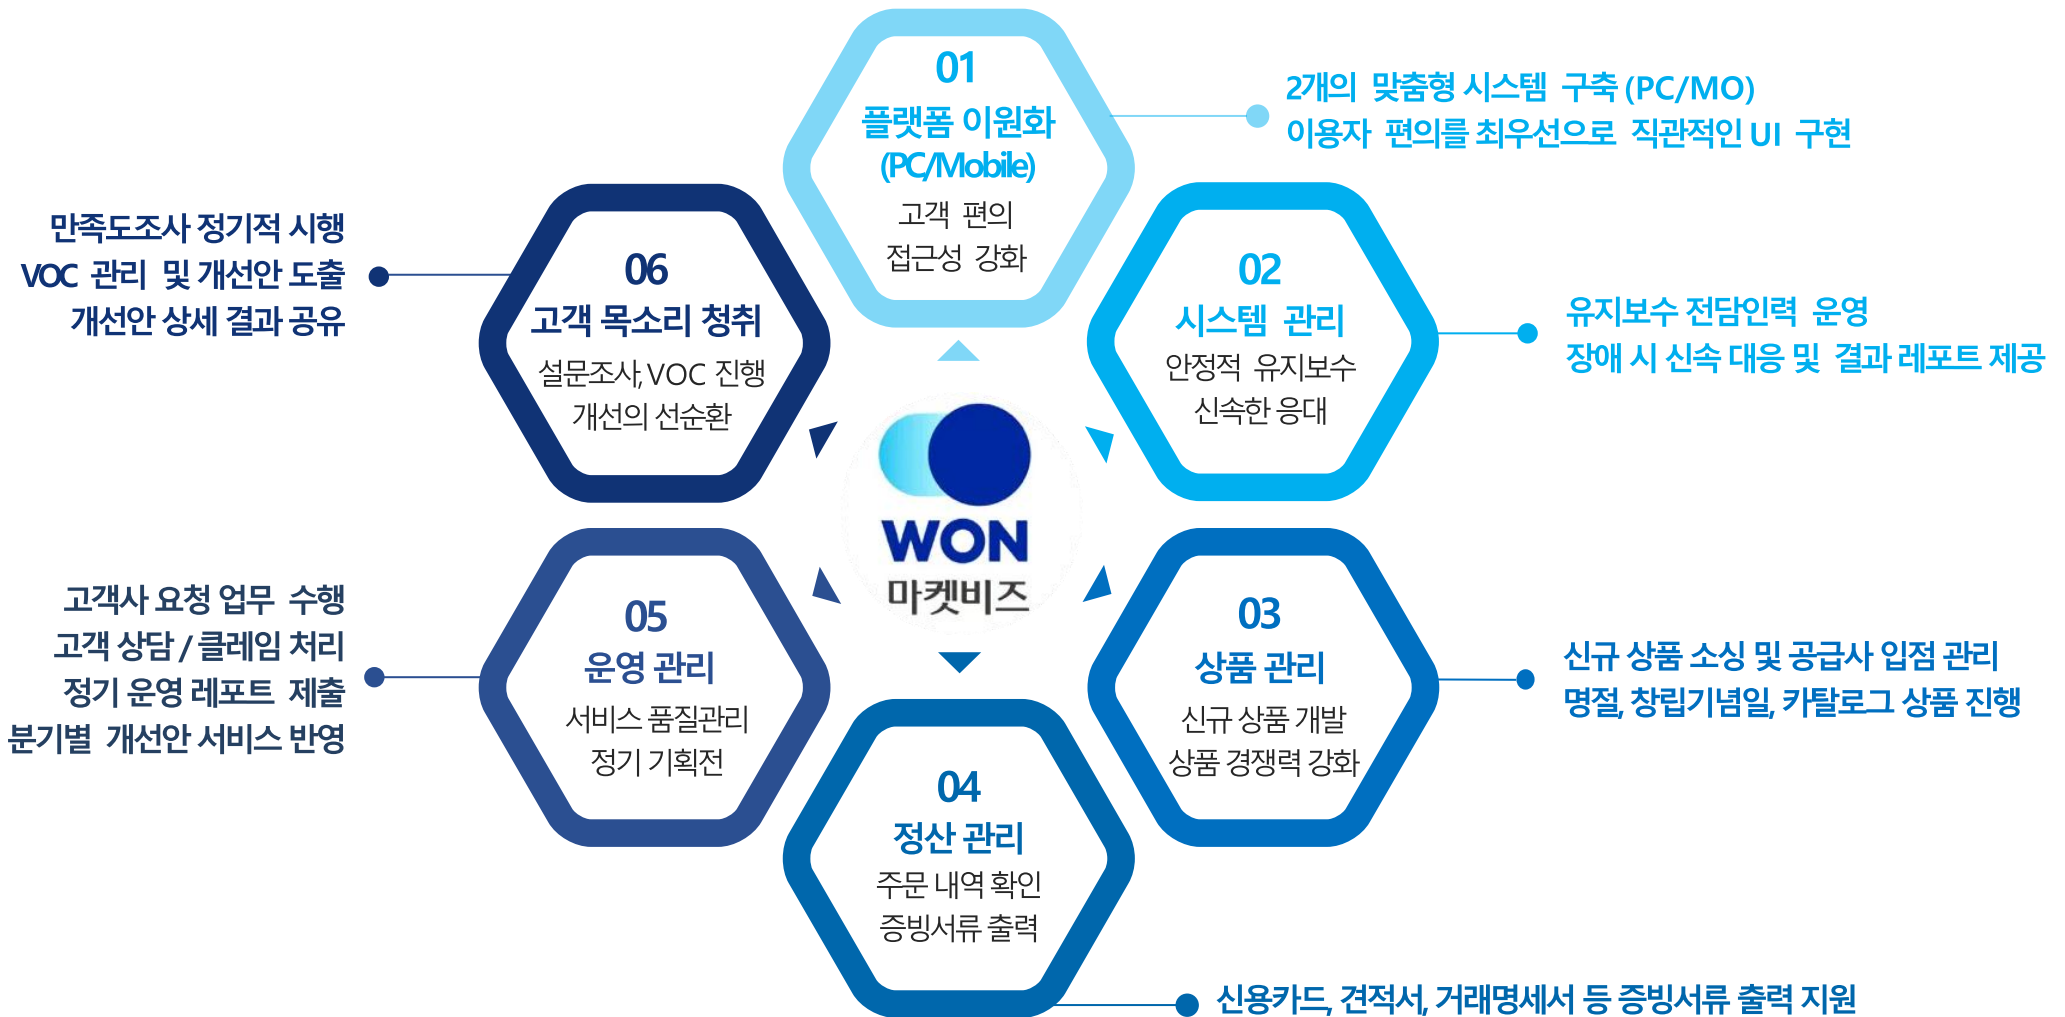 01
플랫폼 이원화
(PC/Mobile)
고객 편의
접근성 강화
2개의 맞춤형 시스템 구축 (PC/MO)
이용자 편의를 최우선으로 직관적인 UI 구현
02
시스템 관리
안정적 유지보수
신속한 응대
유지보수 전담인력 운영
장애 시 신속 대응 및 결과 레포트 제공
03
상품 관리
신규 상품 개발
상품 경쟁력 강화
신규 상품 소싱 및 공급사 입점 관리
명절, 창립기념일, 카탈로그 상품 진행
04
정산 관리
주문 내역 확인
증빙서류 출력
신용카드, 견적서, 거래명세서 등 증빙서류 출력 지원
05
운영 관리
서비스 품질관리
정기 기획전
고객사 요청 업무 수행
고객 상담 / 클레임 처리
정기 운영 레포트 제출
분기별 개선안 서비스 반영
06
고객 목소리 청취
설문조사, VOC 진행
개선의 선순환
만족도조사 정기적 시행
VOC 관리 및 개선안 도출
개선안 상세 결과 공유
WON
마켓비즈